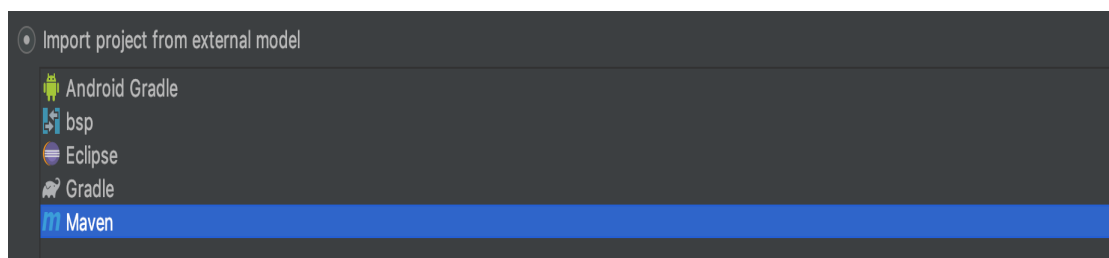 Import project from external model
Android Gradle
bsp
Eclipse
Gradle
Maven